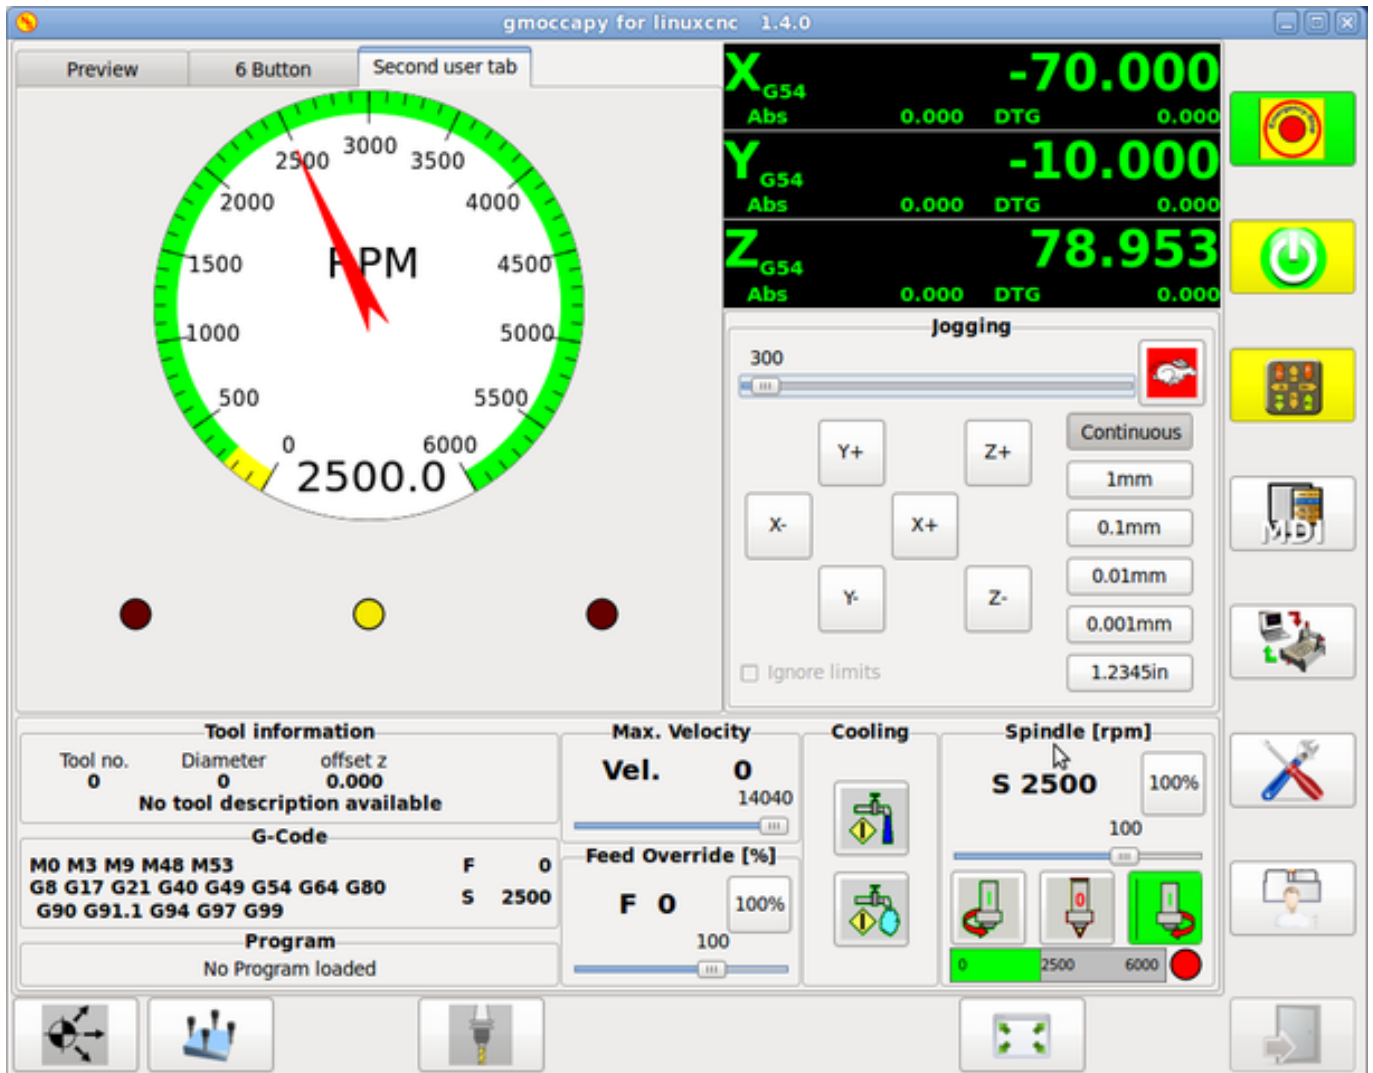 gmoccapy for linuxcnc 1.4.0
Preview 6 Button Second user tab
3000
2500 3500
2000 4000
RPM
1500 4500
1000 5000
500 5500
0 6000
2500.0
X G54 -70.000
Abs 0.000 DTG 0.000
Y G54 -10.000
Abs 0.000 DTG 0.000
Z G54 78.953
Abs 0.000 DTG 0.000
Emergency Stop
Jogging
300
Continuous
Y+ Z+
1mm
X- X+
0.1mm
0.01mm
Y- Z-
0.001mm
Ignore limits
1.2345in
MDI
Tool information
Tool no. Diameter offset z
0 0 0.000
No tool description available
G-Code
M0 M3 M9 M48 M53 F 0
G8 G17 G21 G40 G49 G54 G64 G80 S 2500
G90 G91.1 G94 G97 G99
Program
No Program loaded
Max. Velocity
Vel. 0
14040
Feed Override [%]
F 0 100%
100
Cooling
Spindle [rpm]
S 2500 100%
100
1 0 1
0 2500 6000